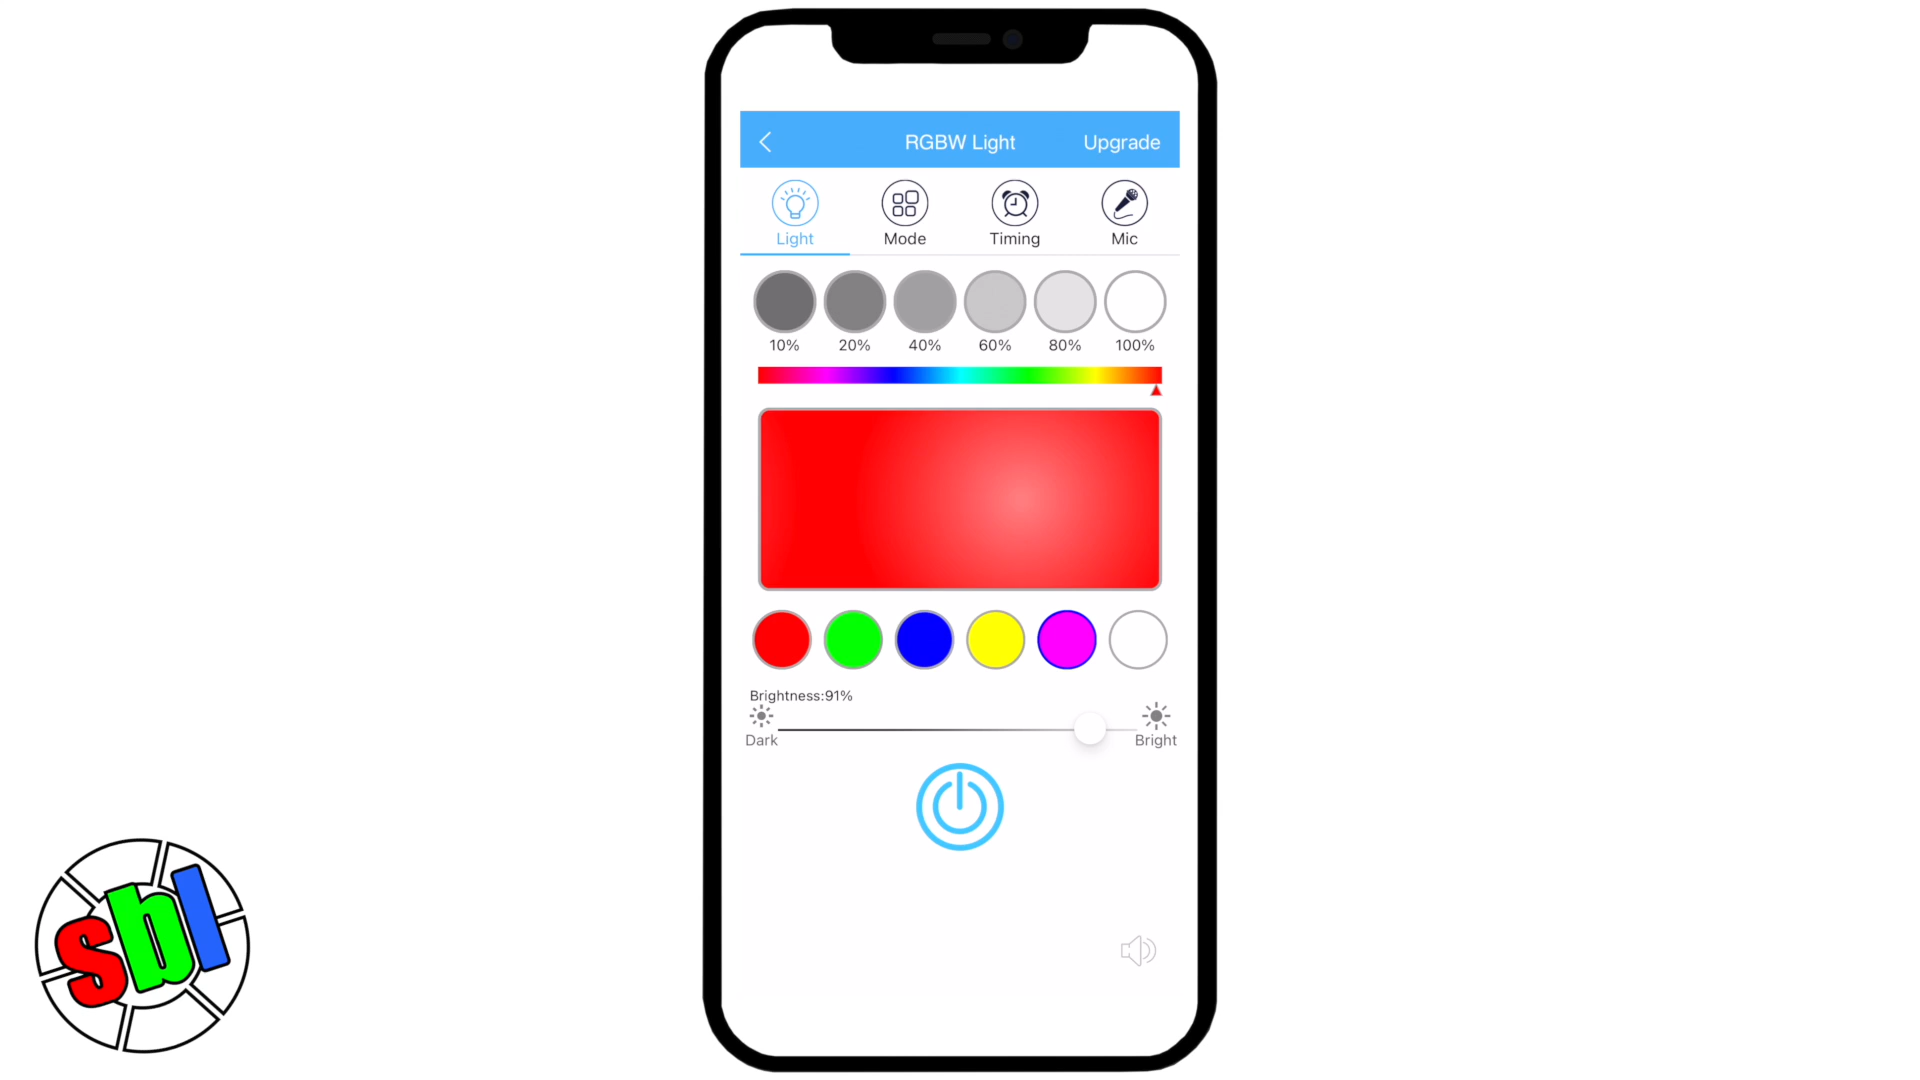 RGBW Light Upgrade
Light Mode Timing Mic
10% 20% 40% 60% 80% 100%
Brightness:91%
Dark Bright
sbl